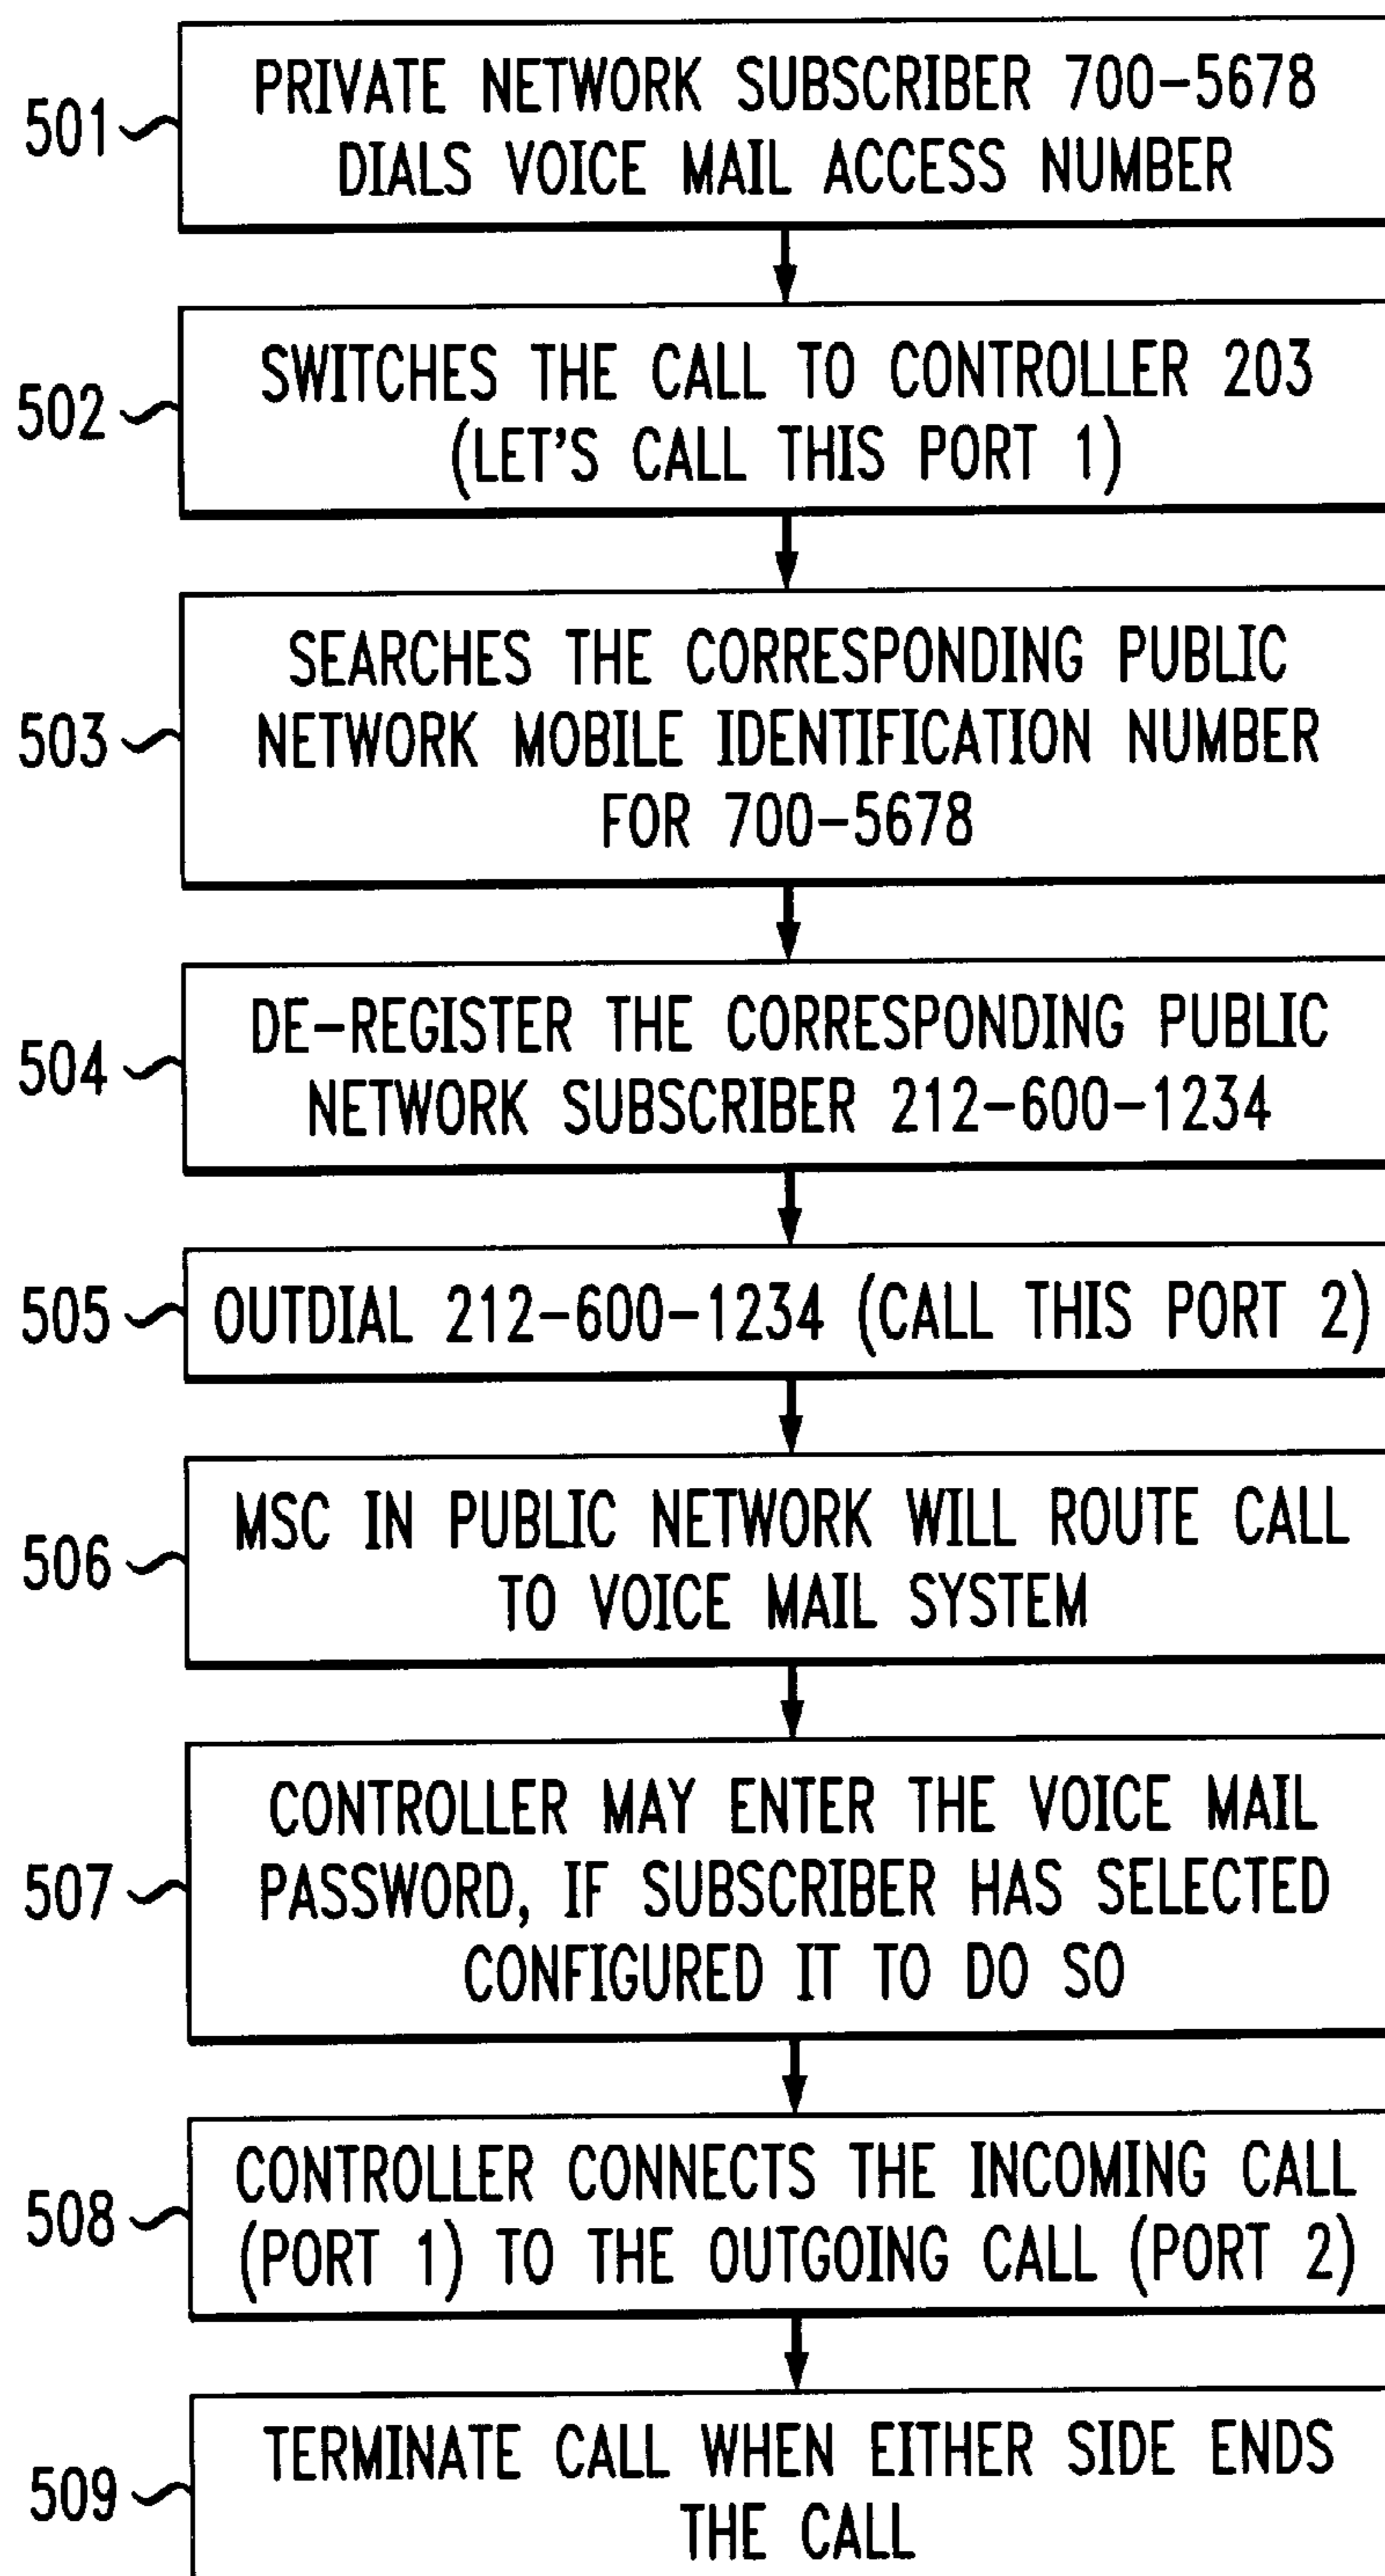 501
PRIVATE NETWORK SUBSCRIBER 700-5678
DIALS VOICE MAIL ACCESS NUMBER
502
SWITCHES THE CALL TO CONTROLLER 203
(LET'S CALL THIS PORT 1)
503
SEARCHES THE CORRESPONDING PUBLIC
NETWORK MOBILE IDENTIFICATION NUMBER
FOR 700-5678
504
DE-REGISTER THE CORRESPONDING PUBLIC
NETWORK SUBSCRIBER 212-600-1234
505
OUTDIAL 212-600-1234 (CALL THIS PORT 2)
506
MSC IN PUBLIC NETWORK WILL ROUTE CALL
TO VOICE MAIL SYSTEM
507
CONTROLLER MAY ENTER THE VOICE MAIL
PASSWORD, IF SUBSCRIBER HAS SELECTED
CONFIGURED IT TO DO SO
508
CONTROLLER CONNECTS THE INCOMING CALL
(PORT 1) TO THE OUTGOING CALL (PORT 2)
509
TERMINATE CALL WHEN EITHER SIDE ENDS
THE CALL